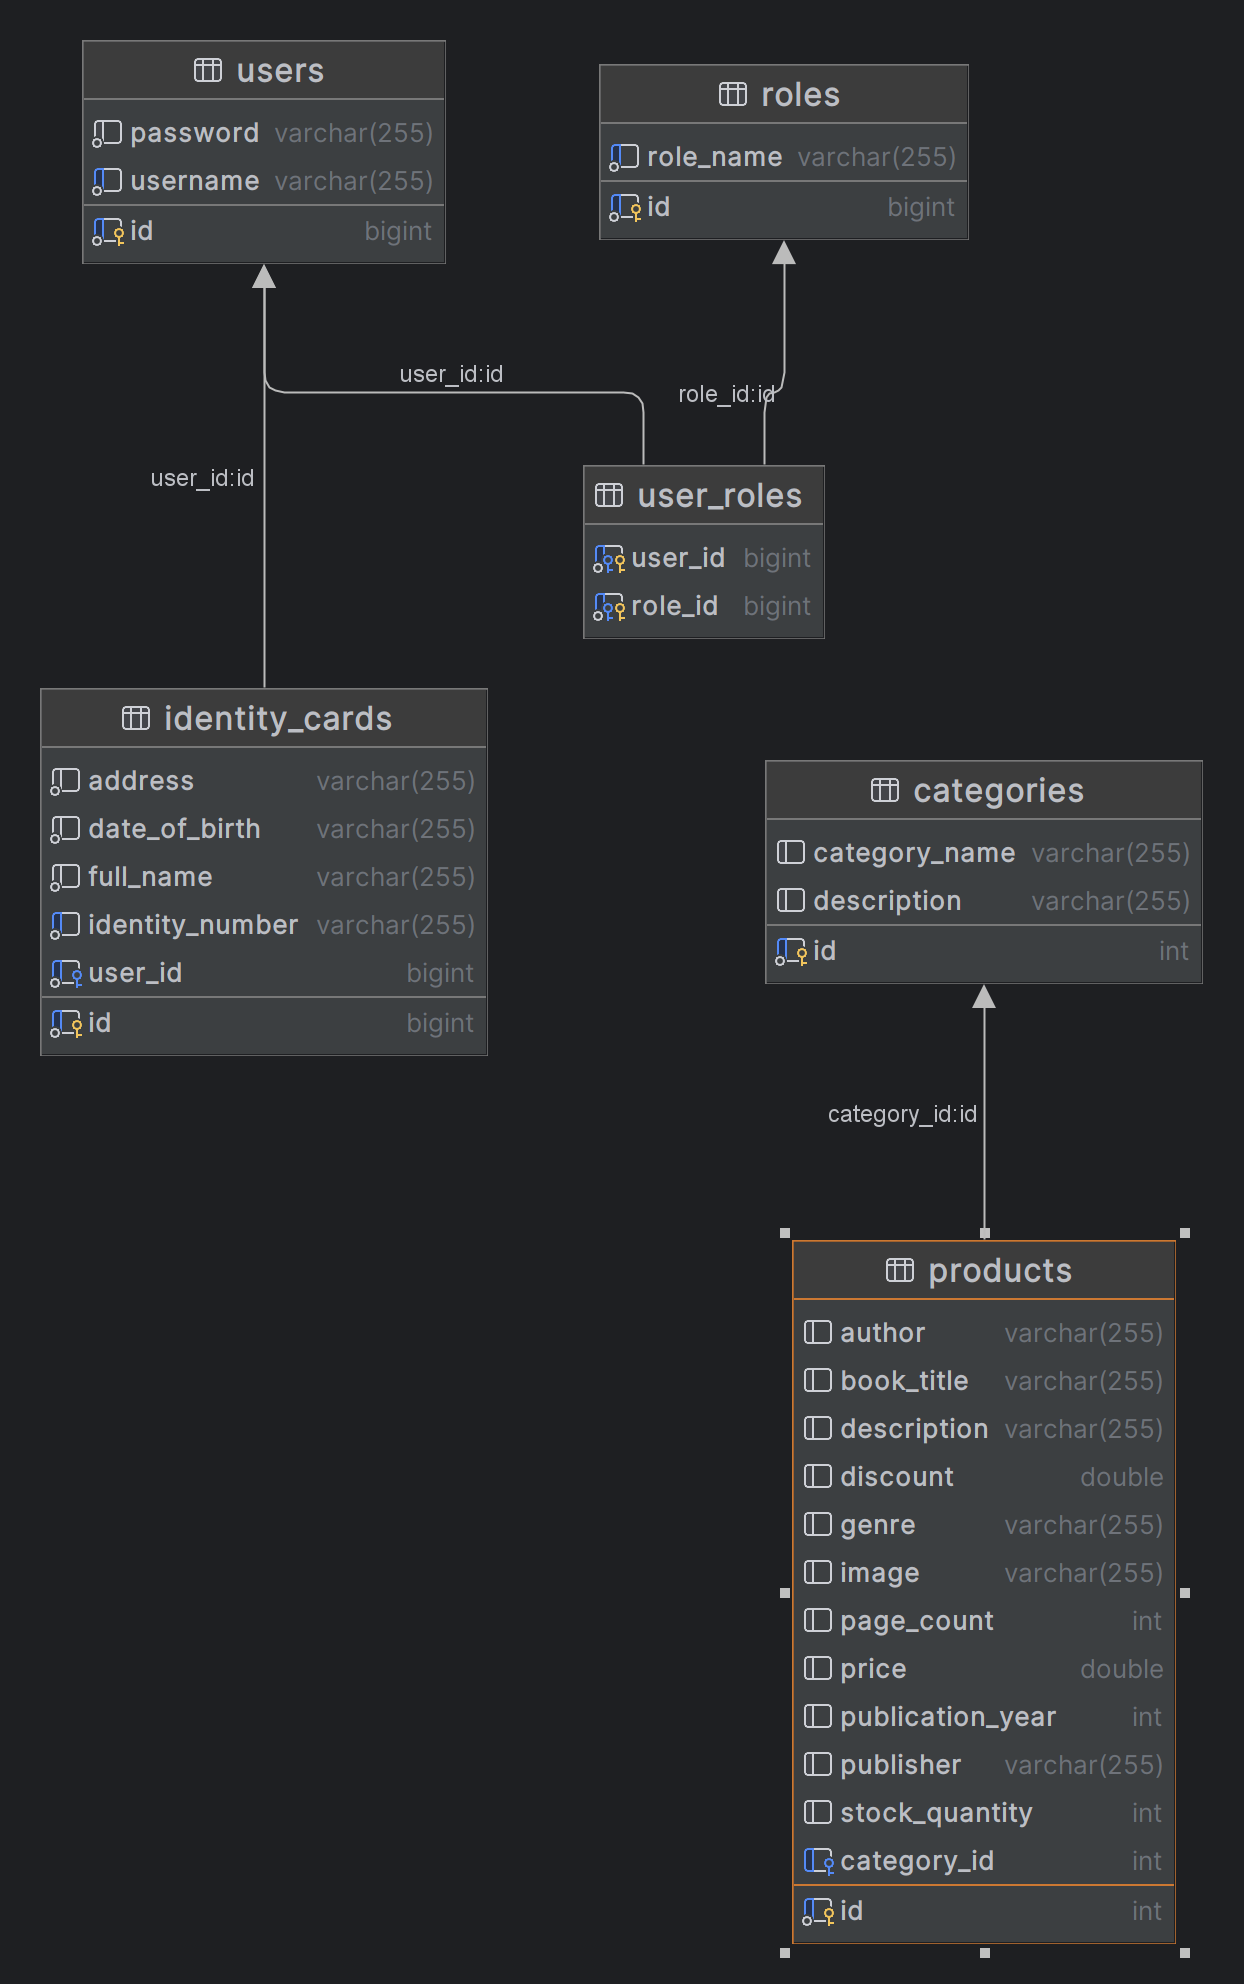 users
password varchar(255)
username varchar(255)
id bigint
roles
role_name varchar(255)
id bigint
user_id:id
role_id:id
user_id:id
user_roles
user_id bigint
role_id bigint
identity_cards
address varchar(255)
date_of_birth varchar(255)
full_name varchar(255)
identity_number varchar(255)
user_id bigint
id bigint
categories
category_name varchar(255)
description varchar(255)
id int
category_id:id
products
author varchar(255)
book_title varchar(255)
description varchar(255)
discount double
genre varchar(255)
image varchar(255)
page_count int
price double
publication_year int
publisher varchar(255)
stock_quantity int
category_id int
id int